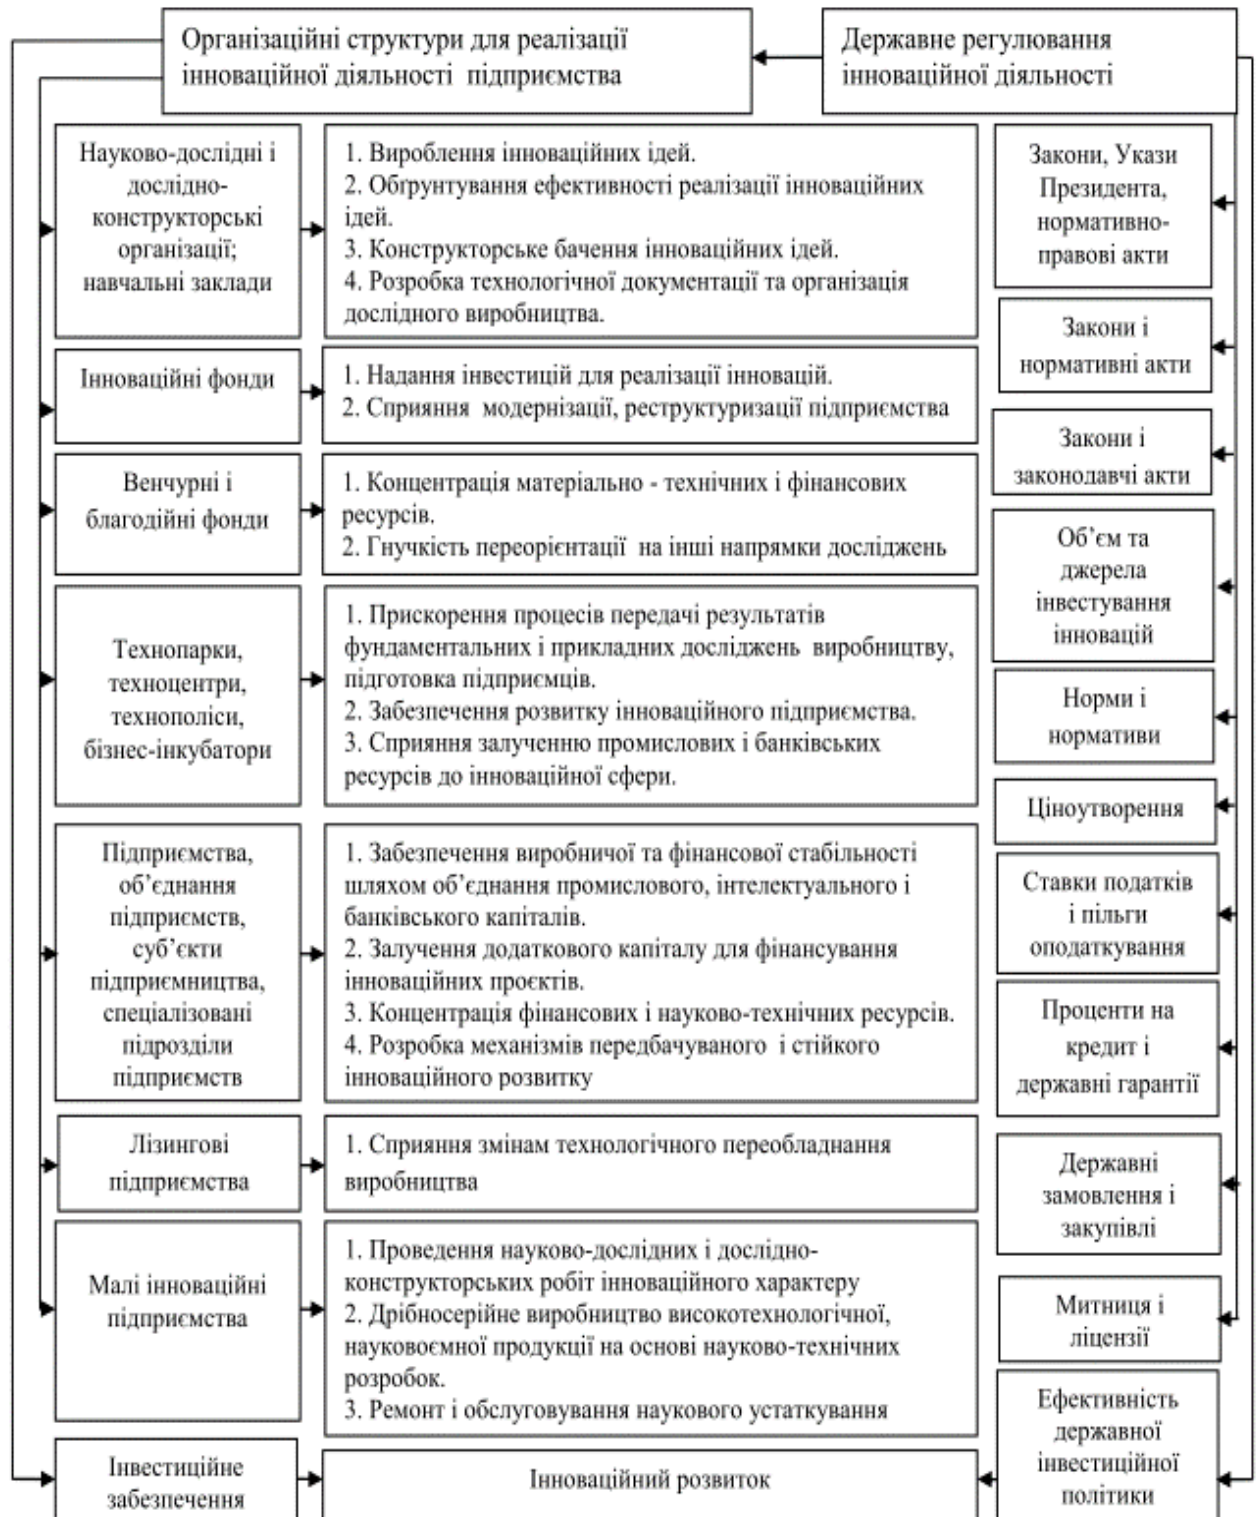 Організаційні структури для реалізації
інноваційної діяльності підприємства
Державне регулювання
інноваційної діяльності
Науково-дослідні і
дослідно-
конструкторські
організації;
навчальні заклади
1. Вироблення інноваційних ідей.
2. Обґрунтування ефективності реалізації інноваційних
ідей.
3. Конструкторське бачення інноваційних ідей.
4. Розробка технологічної документації та організація
дослідного виробництва.
Закони, Укази
Президента,
нормативно-
правові акти
Закони і
нормативні акти
Інноваційні фонди
1. Надання інвестицій для реалізації інновацій.
2. Сприяння модернізації, реструктуризації підприємства
Закони і
законодавчі акти
Венчурні і
благодійні фонди
1. Концентрація матеріально - технічних і фінансових
ресурсів.
2. Гнучкість переорієнтації на інші напрямки досліджень
Об’єм та
джерела
інвестування
інновацій
Технопарки,
техноцентри,
технополіси,
бізнес-інкубатори
1. Прискорення процесів передачі результатів
фундаментальних і прикладних досліджень виробництву,
підготовка підприємців.
2. Забезпечення розвитку інноваційного підприємства.
3. Сприяння залученню промислових і банківських
ресурсів до інноваційної сфери.
Норми і
нормативи
Ціноутворення
Підприємства,
об’єднання
підприємств,
суб’єкти
підприємництва,
спеціалізовані
підрозділи
підприємств
1. Забезпечення виробничої та фінансової стабільності
шляхом об’єднання промислового, інтелектуального і
банківського капіталів.
2. Залучення додаткового капіталу для фінансування
інноваційних проєктів.
3. Концентрація фінансових і науково-технічних ресурсів.
4. Розробка механізмів передбачуваного і стійкого
інноваційного розвитку
Ставки податків
і пільги
оподаткування
Проценти на
кредит і
державні гарантії
Лізингові
підприємства
1. Сприяння змінам технологічного переобладнання
виробництва
Державні
замовлення і
закупівлі
Малі інноваційні
підприємства
1. Проведення науково-дослідних і дослідно-
конструкторських робіт інноваційного характеру
2. Дрібносерійне виробництво високотехнологічної,
науковоємної продукції на основі науково-технічних
розробок.
3. Ремонт і обслуговування наукового устаткування
Митниця і
ліцензії
Ефективність
державної
інвестиційної
політики
Інвестиційне
забезпечення
Інноваційний розвиток